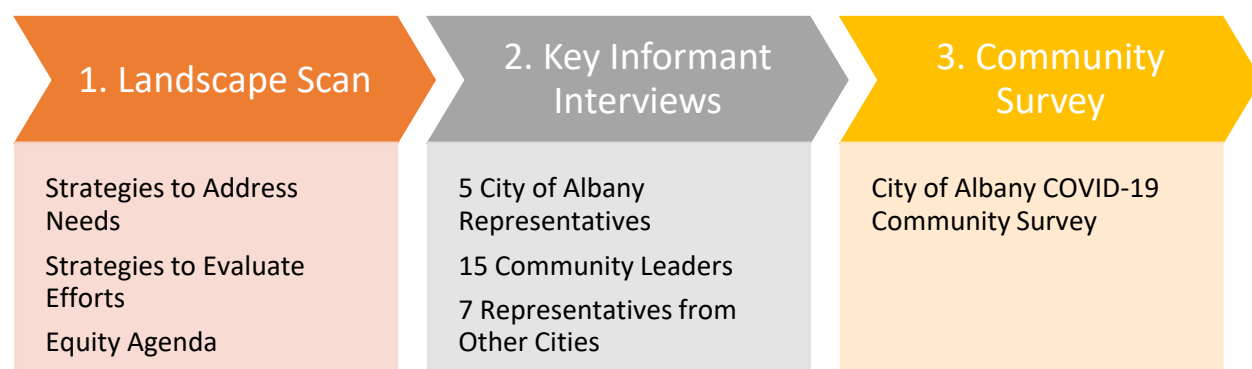 1. Landscape Scan
Strategies to Address
Needs
Strategies to Evaluate
Efforts
Equity Agenda
2. Key Informant
Interviews
5 City of Albany
Representatives
15 Community Leaders
7 Representatives from
Other Cities
3. Community
Survey
City of Albany COVID-19
Community Survey